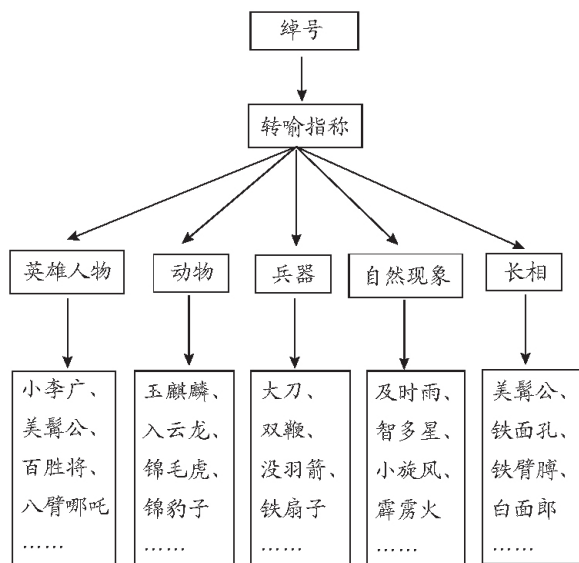 绰号
转喻指称
英雄人物
动物
兵器
自然现象
长相
小李广、
美髯公、
百胜将、
八臂哪吒
……
玉麒麟、
入云龙、
锦毛虎、
锦豹子
……
大刀、
双鞭、
没羽箭、
铁扇子
……
及时雨、
智多星、
小旋风、
霹雳火
……
美髯公、
铁面孔、
铁臂膊、
白面郎
……